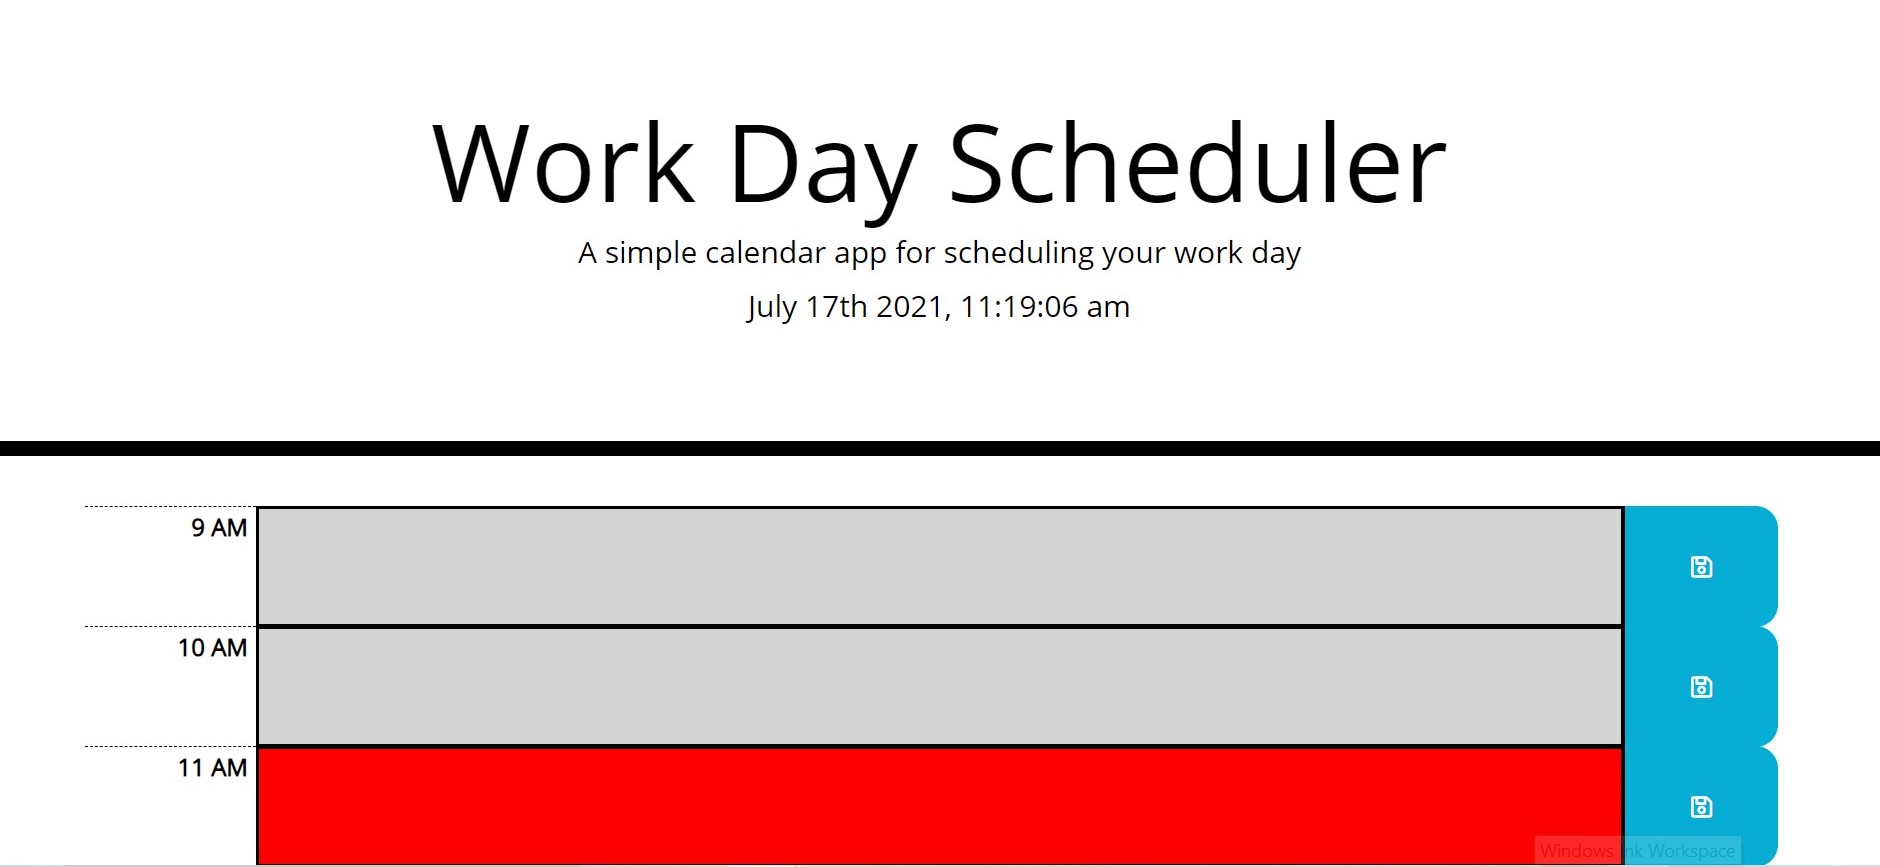 Work Day Scheduler
A simple calendar app for scheduling your work day
July 17th 2021, 11:19:06 am
9 AM
10 AM
11 AM
Windows Ink Workspace